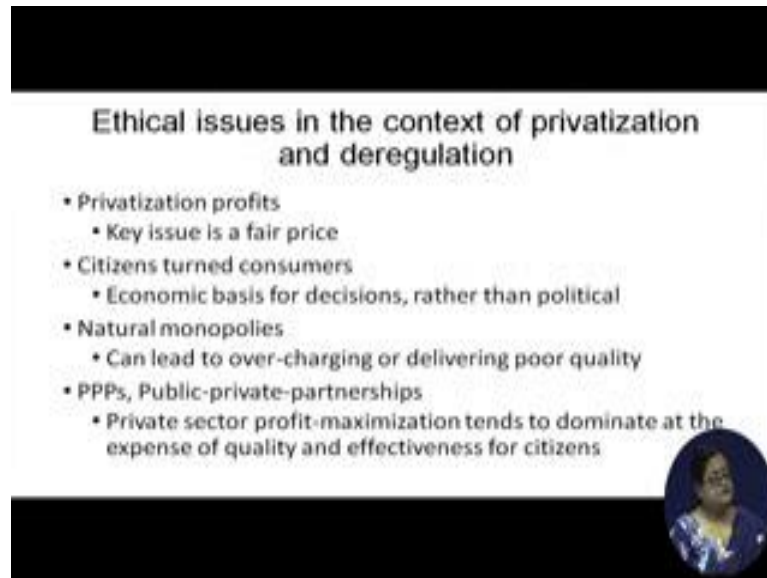 Ethical issues in the context of privatization
and deregulation
• Privatization profits
• Key issue is a fair price
• Citizens turned consumers
• Economic basis for decisions, rather than political
• Natural monopolies
• Can lead to over-charging or delivering poor quality
• PPPs, Public-private-partnerships
• Private sector profit-maximization tends to dominate at the
expense of quality and effectiveness for citizens